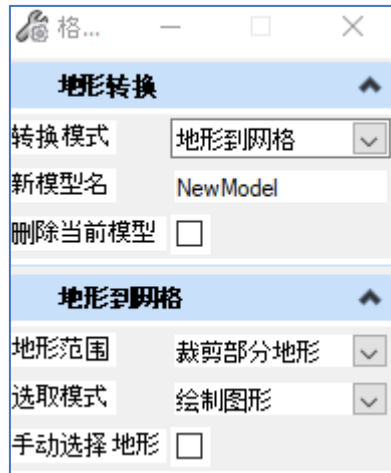 格...
地形转换
转换模式 地形到网格
新模型名 NewModel
删除当前模型
地形到网格
地形范围 裁剪部分地形
选取模式 绘制图形
手动选择地形